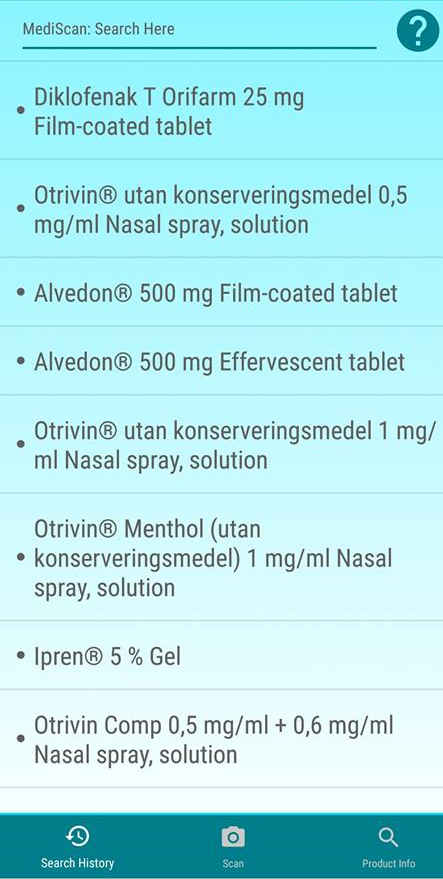 MediScan: Search Here
?
• Diklofenak T Orifarm 25 mg
Film-coated tablet
• Otrivin® utan konserveringsmedel 0,5
mg/ml Nasal spray, solution
• Alvedon® 500 mg Film-coated tablet
• Alvedon® 500 mg Effervescent tablet
• Otrivin® utan konserveringsmedel 1 mg/
ml Nasal spray, solution
Otrivin® Menthol (utan
• konserveringsmedel) 1 mg/ml Nasal
spray, solution
• Ipren® 5 % Gel
• Otrivin Comp 0,5 mg/ml + 0,6 mg/ml
Nasal spray, solution
Search History
Scan
Product Info